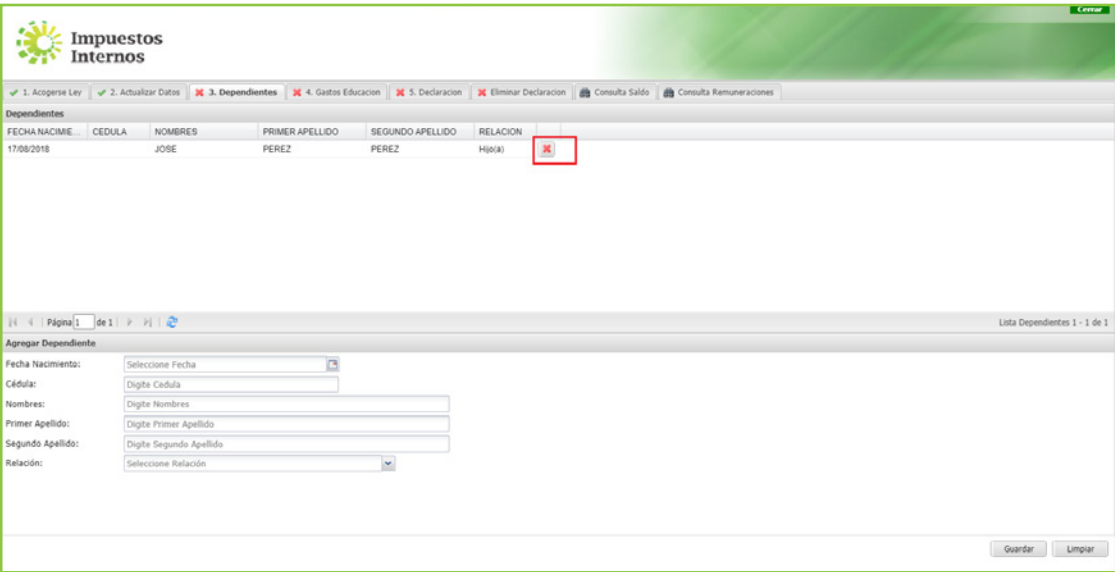 Cerrar
Impuestos
Internos
1. Acogerse Ley 2. Actualizar Datos 3. Dependientes 4. Gastos Educacion 5. Declaracion Eliminar Declaracion Consulta Saldo Consulta Remuneraciones
Dependientes
FECHA NACIMIE... CEDULA NOMBRES PRIMER APELLIDO SEGUNDO APELLIDO RELACION
17/08/2018 JOSE PEREZ PEREZ Hijo(a)
Página 1 de 1 Lista Dependientes 1 - 1 de 1
Agregar Dependiente
Fecha Nacimiento: Seleccione Fecha
Cédula: Digite Cedula
Nombres: Digite Nombres
Primer Apellido: Digite Primer Apellido
Segundo Apellido: Digite Segundo Apellido
Relación: Seleccione Relación
Guardar Limpiar